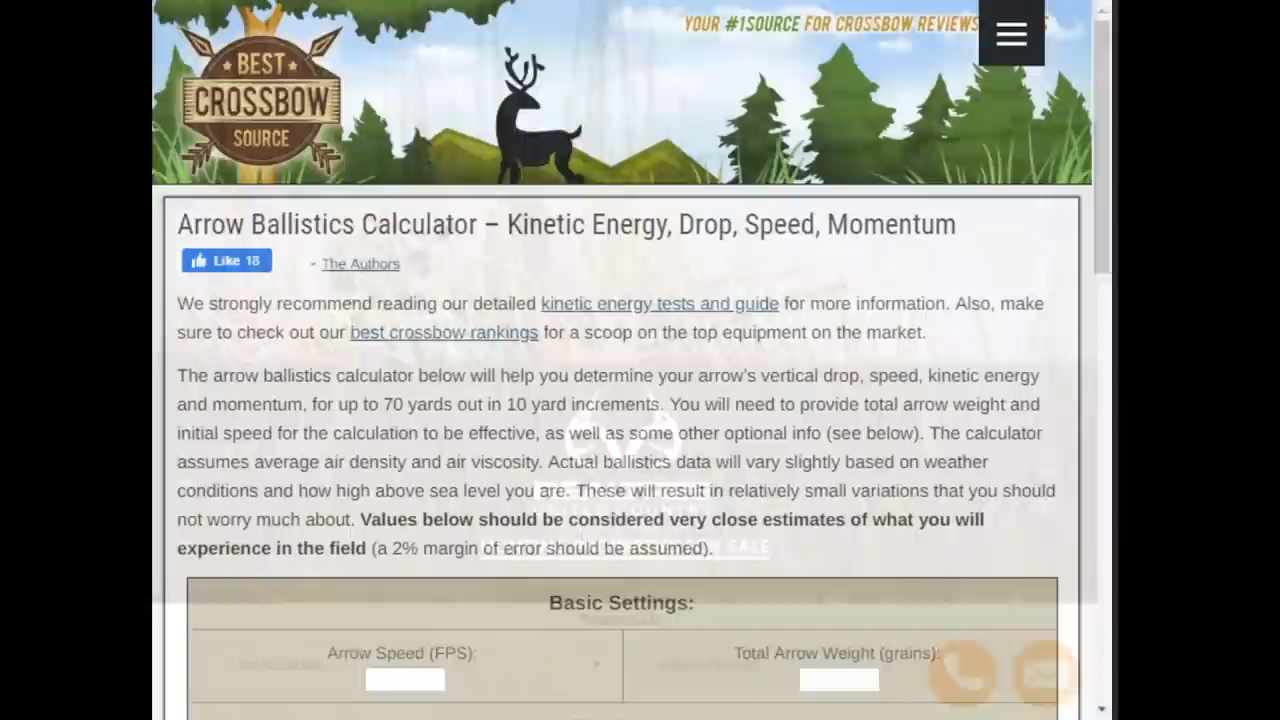 YOUR #1SOURCE FOR CROSSBOW REVIEWS
BEST
CROSSBOW
SOURCE
Arrow Ballistics Calculator – Kinetic Energy, Drop, Speed, Momentum
Like 18
- The Authors
We strongly recommend reading our detailed kinetic energy tests and guide for more information. Also, make
sure to check out our best crossbow rankings for a scoop on the top equipment on the market.
The arrow ballistics calculator below will help you determine your arrow's vertical drop, speed, kinetic energy
and momentum, for up to 70 yards out in 10 yard increments. You will need to provide total arrow weight and
initial speed for the calculation to be effective, as well as some other optional info (see below). The calculator
assumes average air density and air viscosity. Actual ballistics data will vary slightly based on weather
conditions and how high above sea level you are. These will result in relatively small variations that you should
not worry much about. Values below should be considered very close estimates of what you will
experience in the field (a 2% margin of error should be assumed).
SALE
Basic Settings:
Arrow Speed (FPS):
Total Arrow Weight (grains):